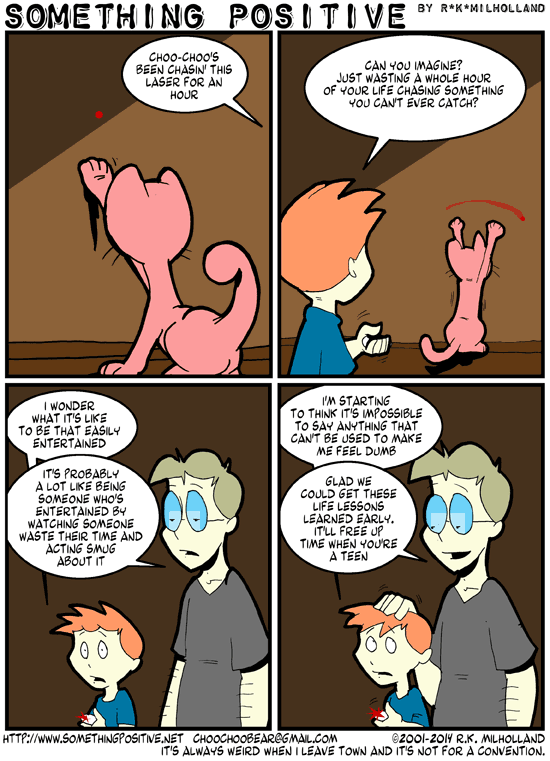 SOMETHING POSITIVE BY R*K*MILHOLLAND
CHOO-CHOO'S
BEEN CHASIN' THIS
LASER FOR AN
HOUR
CAN YOU IMAGINE?
JUST WASTING A WHOLE HOUR
OF YOUR LIFE CHASING SOMETHING
YOU CAN'T EVER CATCH?
I WONDER
WHAT IT'S LIKE
TO BE THAT EASILY
ENTERTAINED
IT'S PROBABLY
A LOT LIKE BEING
SOMEONE WHO'S
ENTERTAINED BY
WATCHING SOMEONE
WASTE THEIR TIME AND
ACTING SMUG
ABOUT IT
I'M STARTING
TO THINK IT'S IMPOSSIBLE
TO SAY ANYTHING THAT
CAN'T BE USED TO MAKE
ME FEEL DUMB
GLAD WE
COULD GET THESE
LIFE LESSONS
LEARNED EARLY.
IT'LL FREE UP
TIME WHEN YOU'RE
A TEEN
HTTP://WWW.SOMETHINGPOSITIVE.NET CHOOCHOOBEAR@GMAIL.COM ©2001-2014 R.K. MILHOLLAND
IT'S ALWAYS WEIRD WHEN I LEAVE TOWN AND IT'S NOT FOR A CONVENTION.